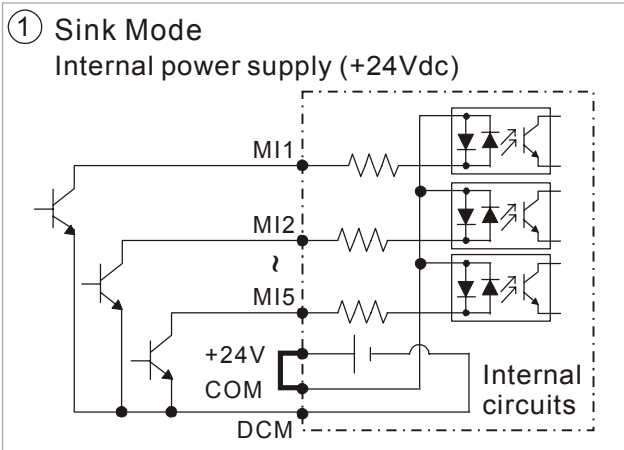 ① Sink Mode
Internal power supply (+24Vdc)
MI1
MI2
~
MI5
+24V
COM
DCM
Internal
circuits